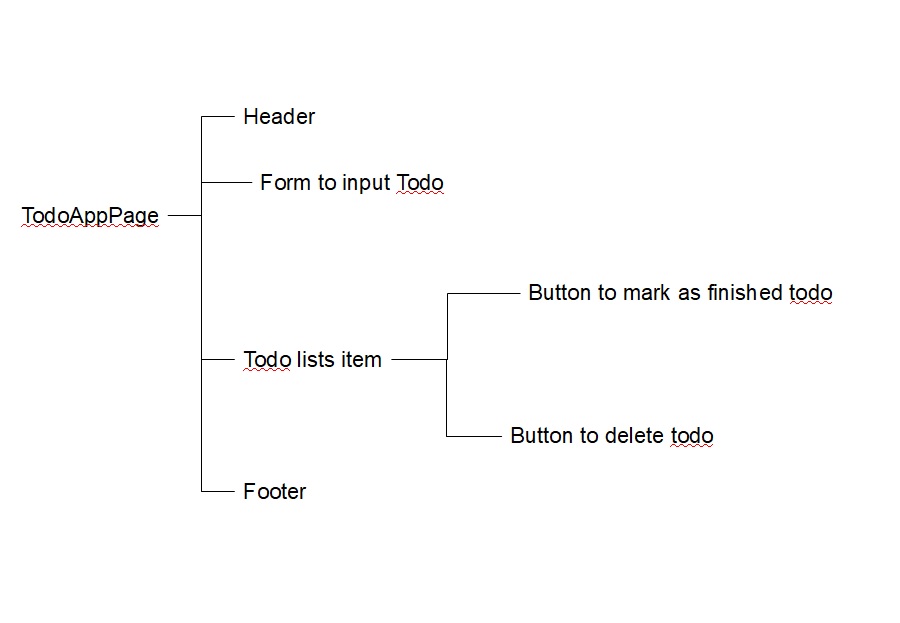 Header
Form to input Todo
TodoAppPage
Button to mark as finished todo
Todo lists item
Button to delete todo
Footer